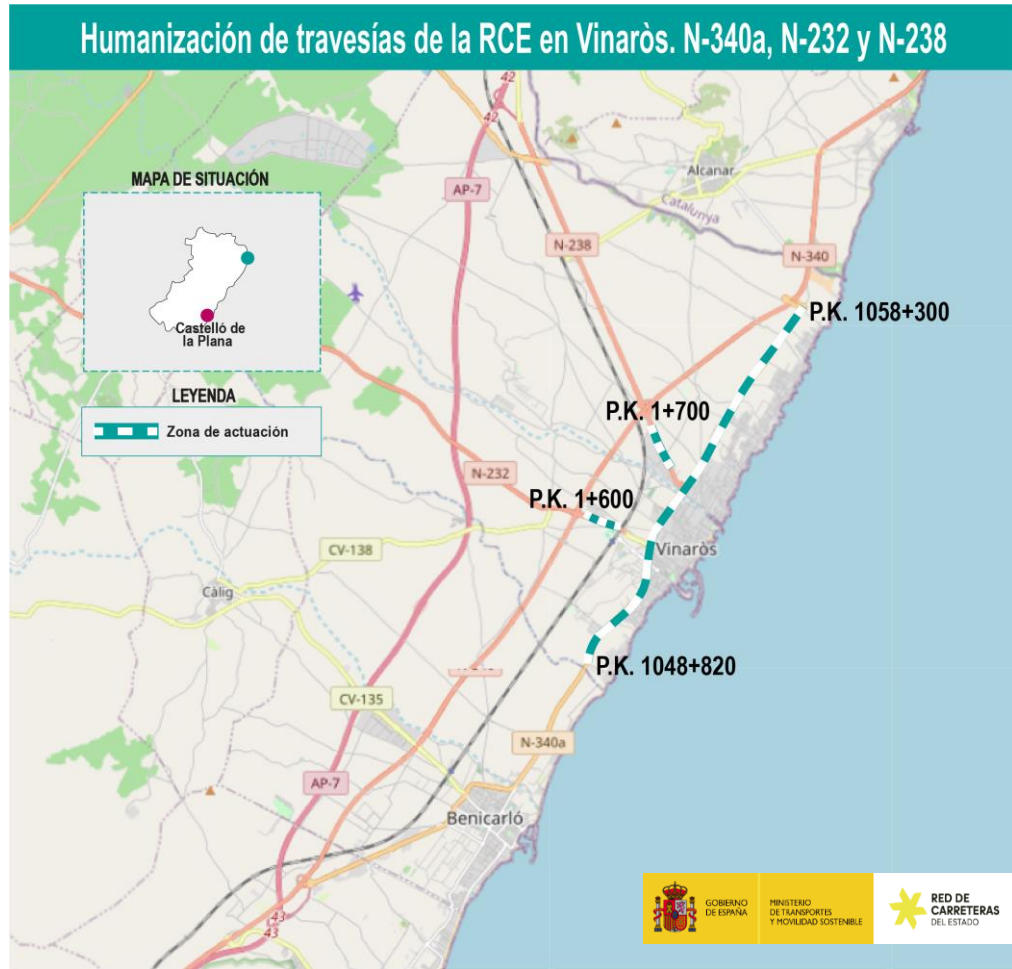 Humanización de travesías de la RCE en Vinaròs. N-340a, N-232 y N-238
42
42
MAPA DE SITUACIÓN
AP-7
Alcanar
Catalunya
N-238
N-340
Castelló de
la Plana
P.K. 1058+300
LEYENDA
Zona de actuación
P.K. 1+700
N-232
P.K. 1+600
CV-138
Vinaròs
Càlig
P.K. 1048+820
CV-135
N-340a
AP-7
Benicarló
43
43
GOBIERNO
DE ESPAÑA
MINISTERIO
DE TRANSPORTES
Y MOVILIDAD SOSTENIBLE
RED DE
CARRETERAS
DEL ESTADO